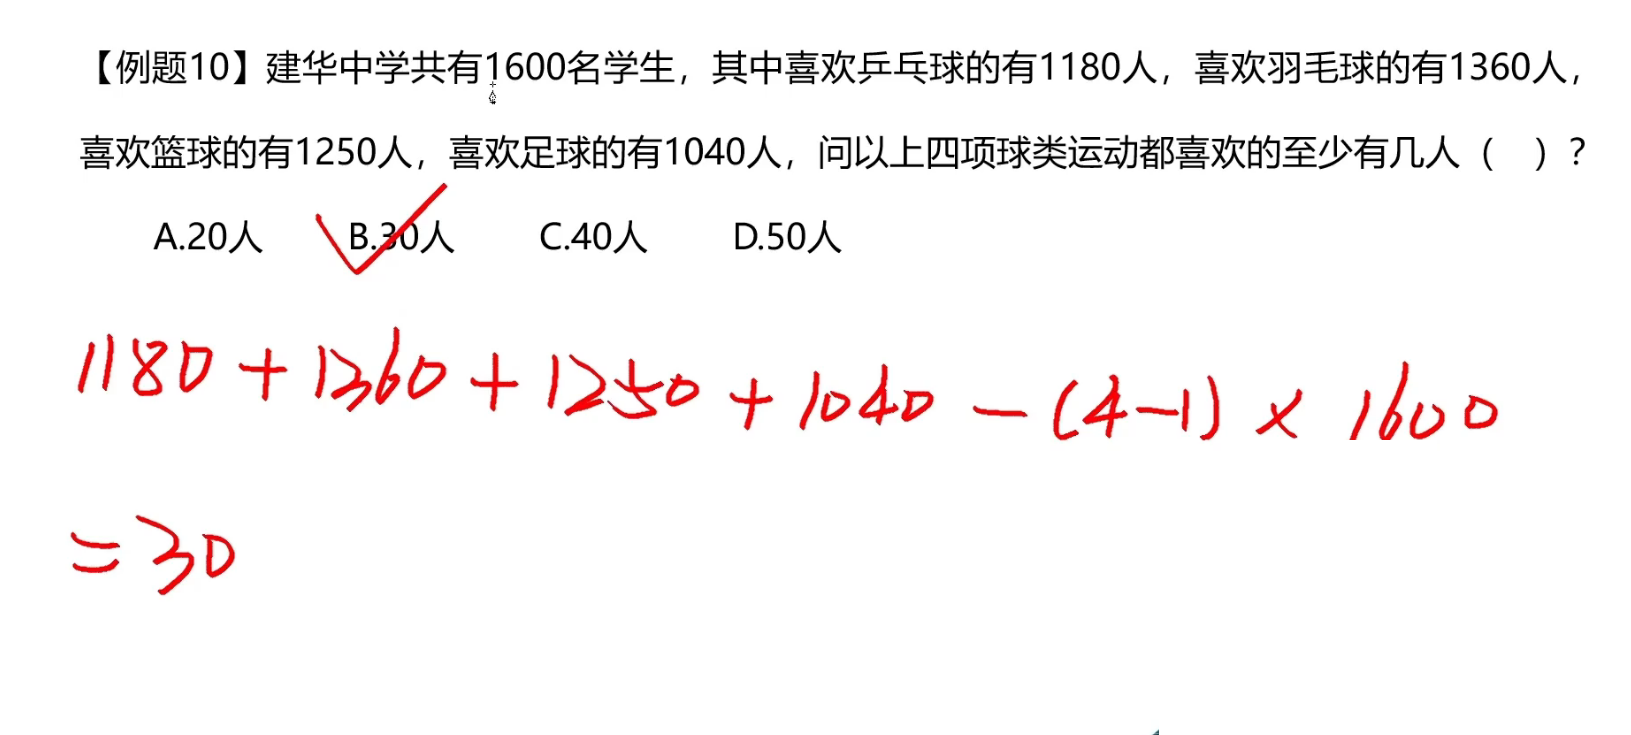 【例题10】建华中学共有1600名学生，其中喜欢乒乓球的有1180人，喜欢羽毛球的有1360人，
喜欢篮球的有1250人，喜欢足球的有1040人，问以上四项球类运动都喜欢的至少有几人（　）？
A.20人　B.30人　C.40人　D.50人
1180+1360+1250+1040-(4-1)×1600
=30